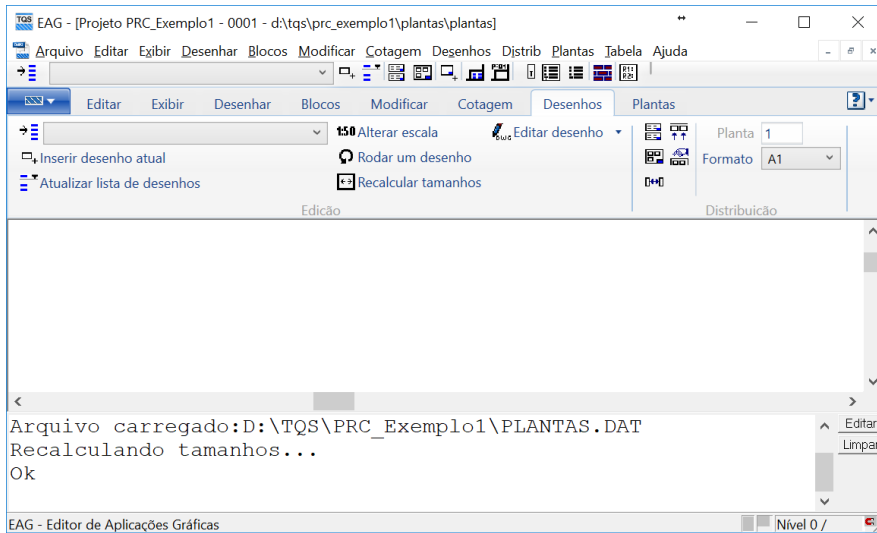 TQS EAG - [Projeto PRC_Exemplo1 - 0001 - d:\tqs\prc_exemplo1\plantas\plantas]
Arquivo Editar Exibir Desenhar Blocos Modificar Cotagem Desenhos Distrib Plantas Tabela Ajuda
Editar Exibir Desenhar Blocos Modificar Cotagem Desenhos Plantas
1:50 Alterar escala DWG Editar desenho Planta 1
Inserir desenho atual Rodar um desenho Formato A1
Atualizar lista de desenhos Recalcular tamanhos
Edicão Distribuicão
Arquivo carregado:D:\TQS\PRC_Exemplo1\PLANTAS.DAT Editar
Recalculando tamanhos... Limpar
Ok
EAG - Editor de Aplicações Gráficas Nível 0 /